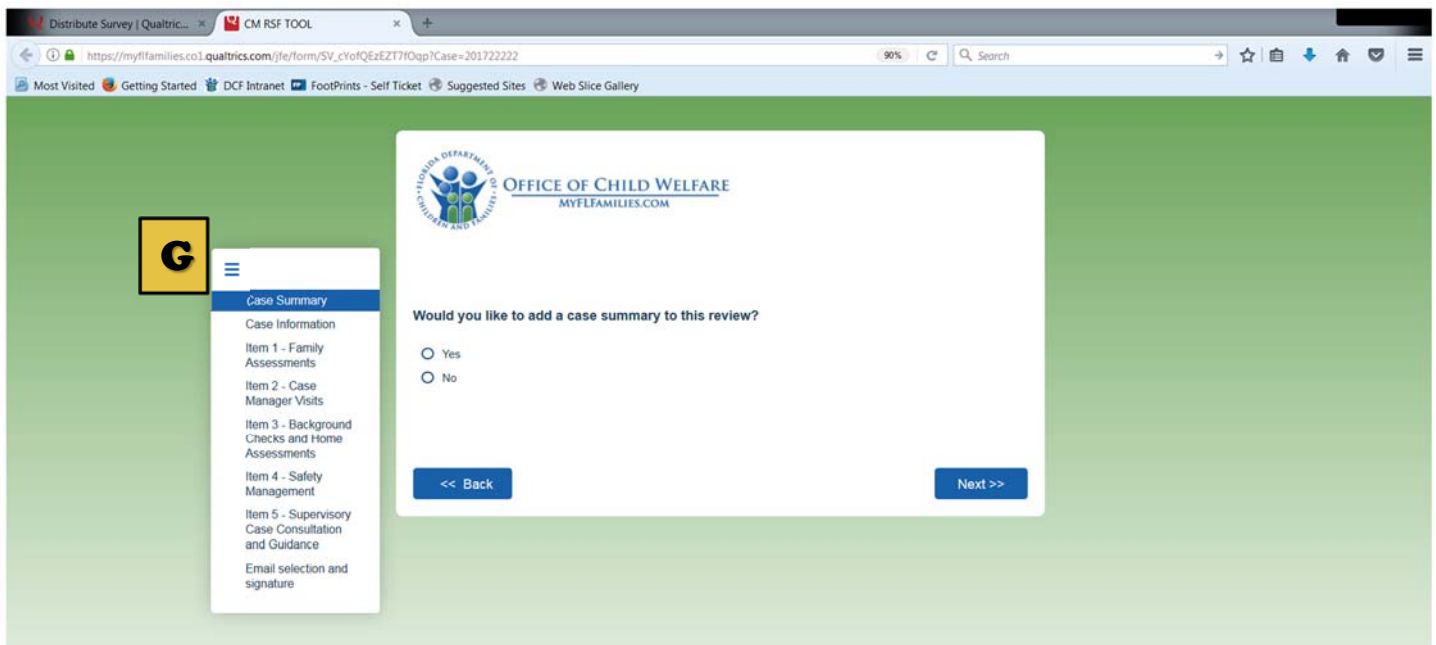 Distribute Survey | Qualtric... × CM RSF TOOL × +
https://myflfamilies.co1.qualtrics.com/jfe/form/SV_cYofQEzEZT7fOqp?Case=201722222 90% Search
Most Visited Getting Started DCF Intranet FootPrints - Self Ticket Suggested Sites Web Slice Gallery
FLORIDA DEPARTMENT OF CHILDREN AND FAMILIES
OFFICE OF CHILD WELFARE
MYFLFAMILIES.COM
G
Case Summary
Case Information
Item 1 - Family
Assessments
Item 2 - Case
Manager Visits
Item 3 - Background
Checks and Home
Assessments
Item 4 - Safety
Management
Item 5 - Supervisory
Case Consultation
and Guidance
Email selection and
signature
Would you like to add a case summary to this review?
Yes
No
<< Back
Next >>